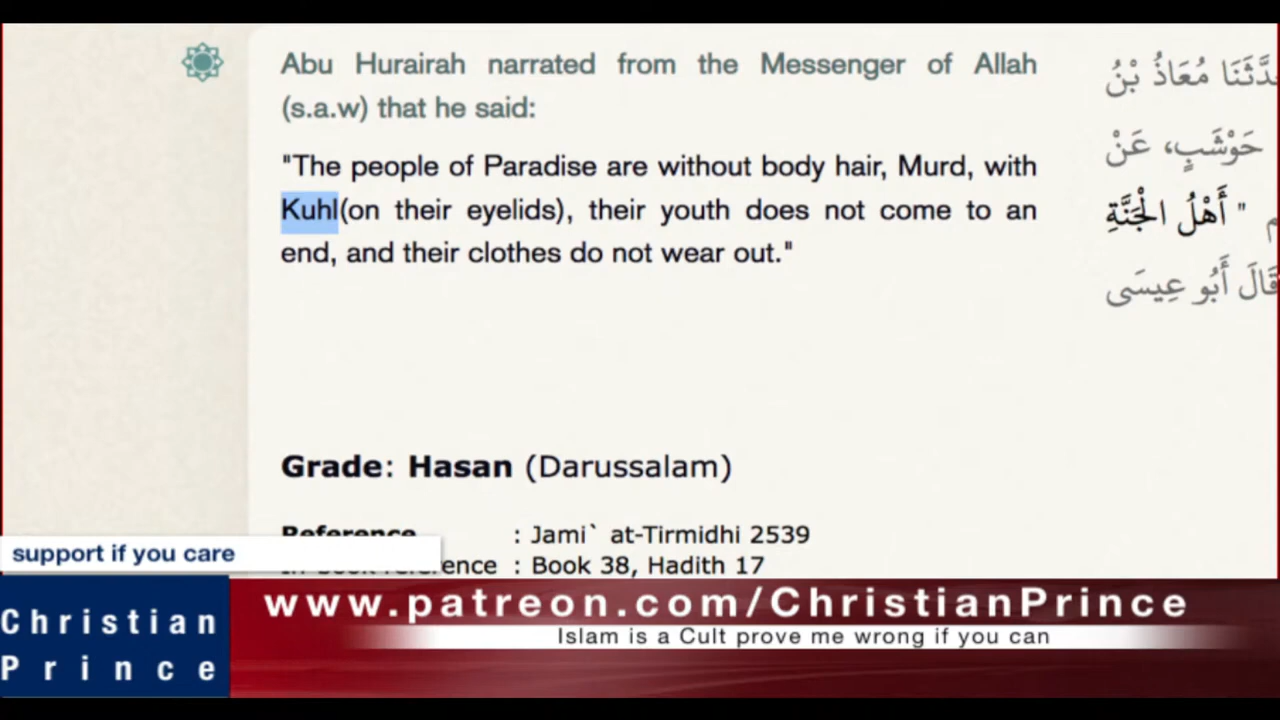 Abu Hurairah narrated from the Messenger of Allah
(s.a.w) that he said:
"The people of Paradise are without body hair, Murd, with
Kuhl(on their eyelids), their youth does not come to an
end, and their clothes do not wear out."
مُعَاذُ بْنُ
حَوْشَبٍ، عَنْ
" أَهْلُ الْجَنَّةِ
قَالَ أَبُو عِيسَى
Grade: Hasan (Darussalam)
Reference : Jami` at-Tirmidhi 2539
: Book 38, Hadith 17
support if you care
Christian
Prince
www.patreon.com/ChristianPrince
Islam is a Cult prove me wrong if you can